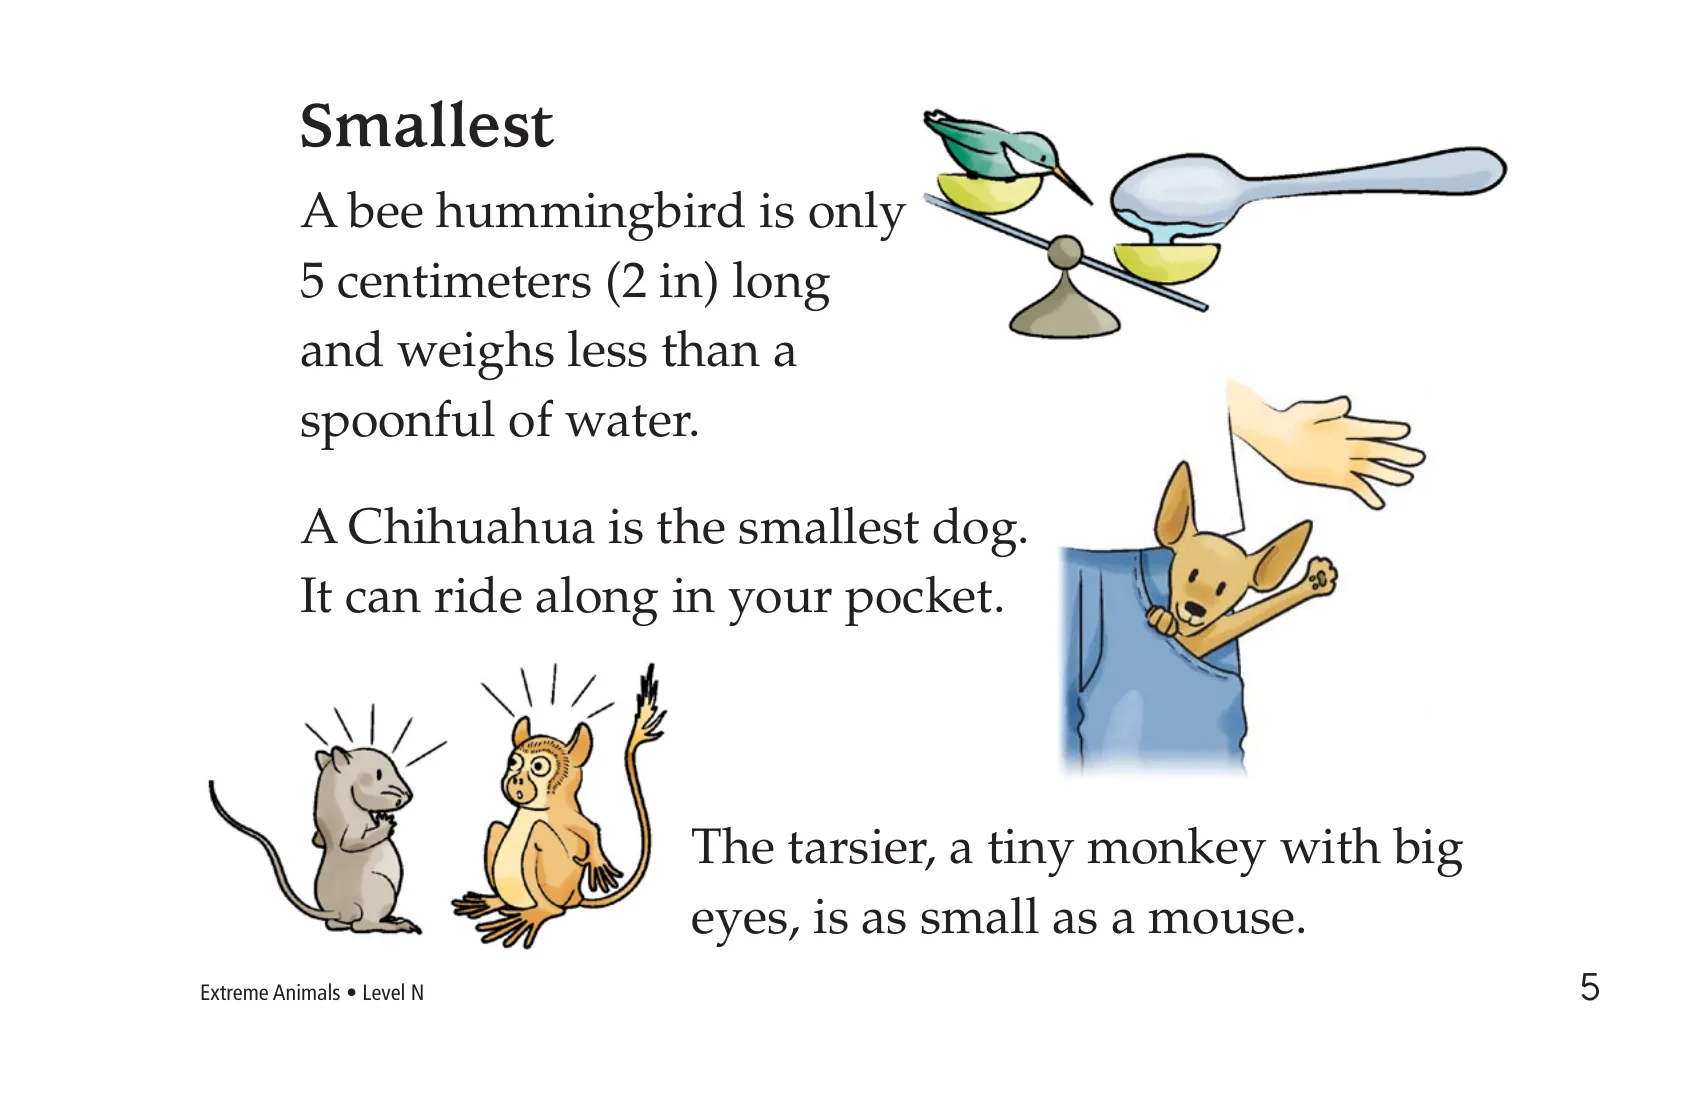 Smallest
A bee hummingbird is only
5 centimeters (2 in) long
and weighs less than a
spoonful of water.
A Chihuahua is the smallest dog.
It can ride along in your pocket.
The tarsier, a tiny monkey with big
eyes, is as small as a mouse.
Extreme Animals • Level N
5